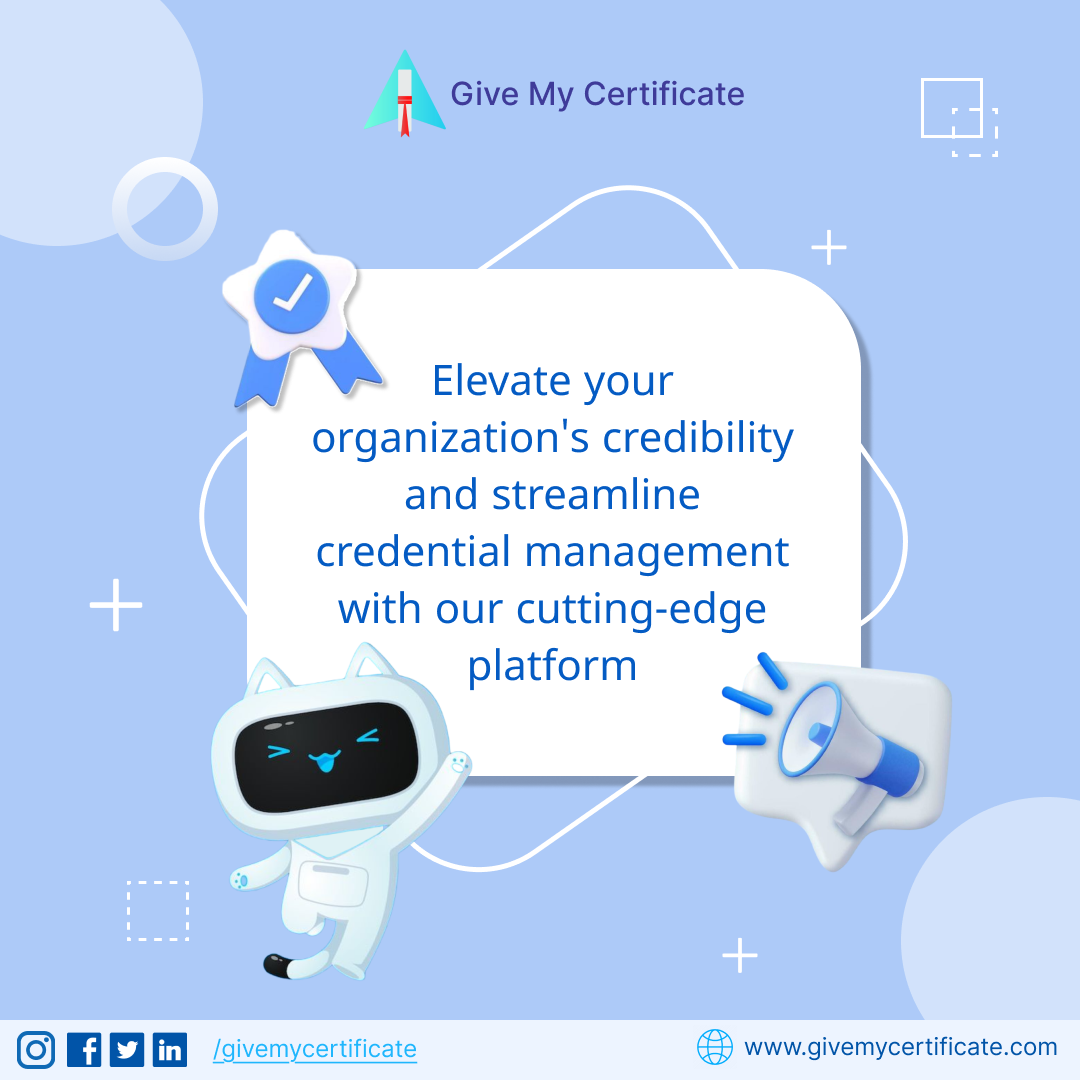 Give My Certificate
Elevate your
organization's credibility
and streamline
credential management
with our cutting-edge
platform
/givemycertificate
www.givemycertificate.com